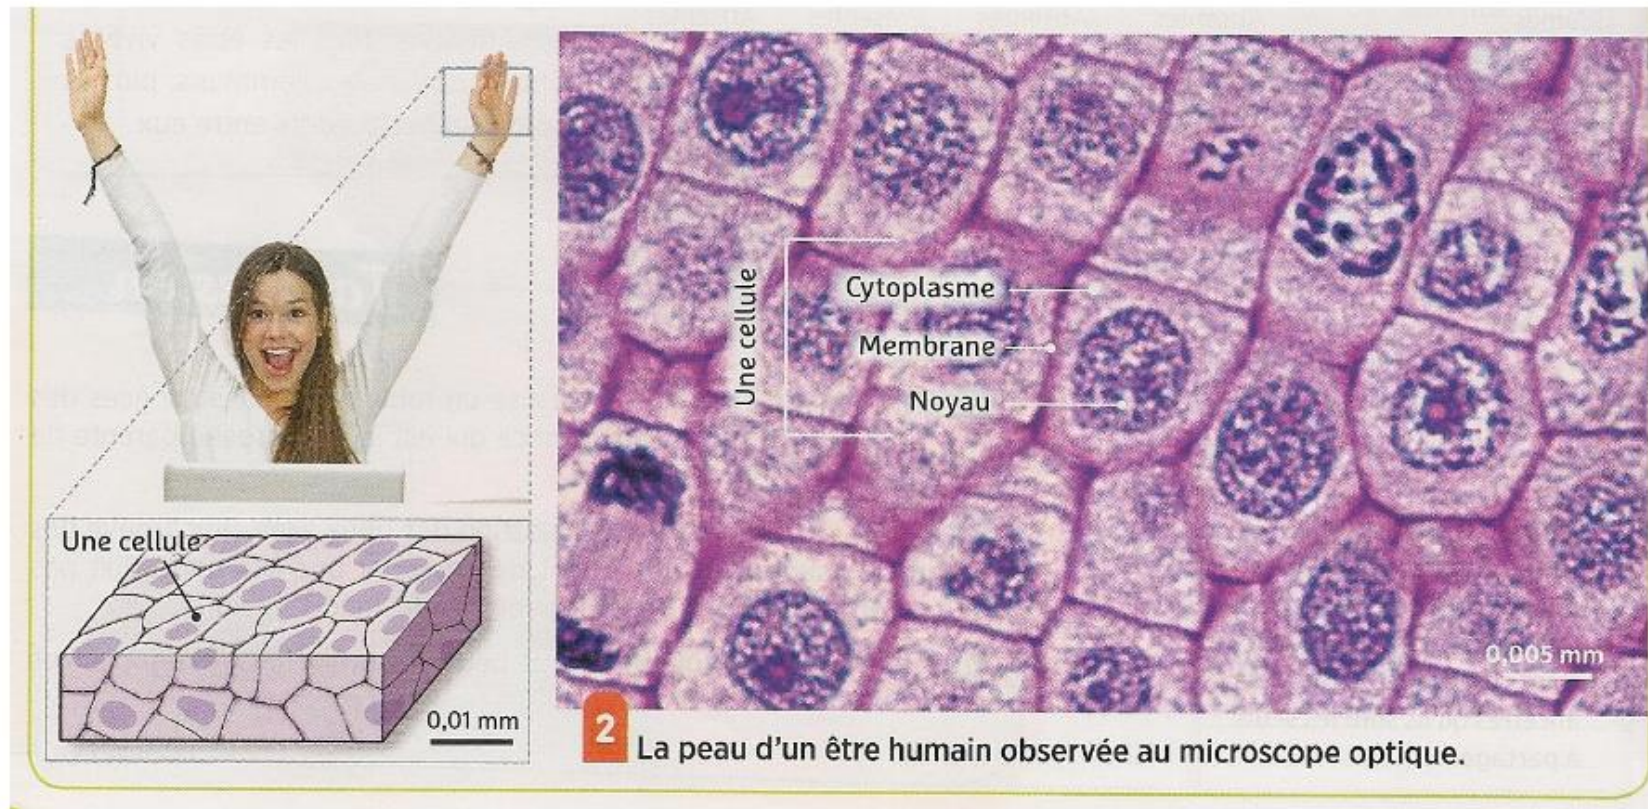 Une cellule
0,01 mm
Une cellule
Cytoplasme
Membrane
Noyau
0,005 mm
2
La peau d'un être humain observée au microscope optique.